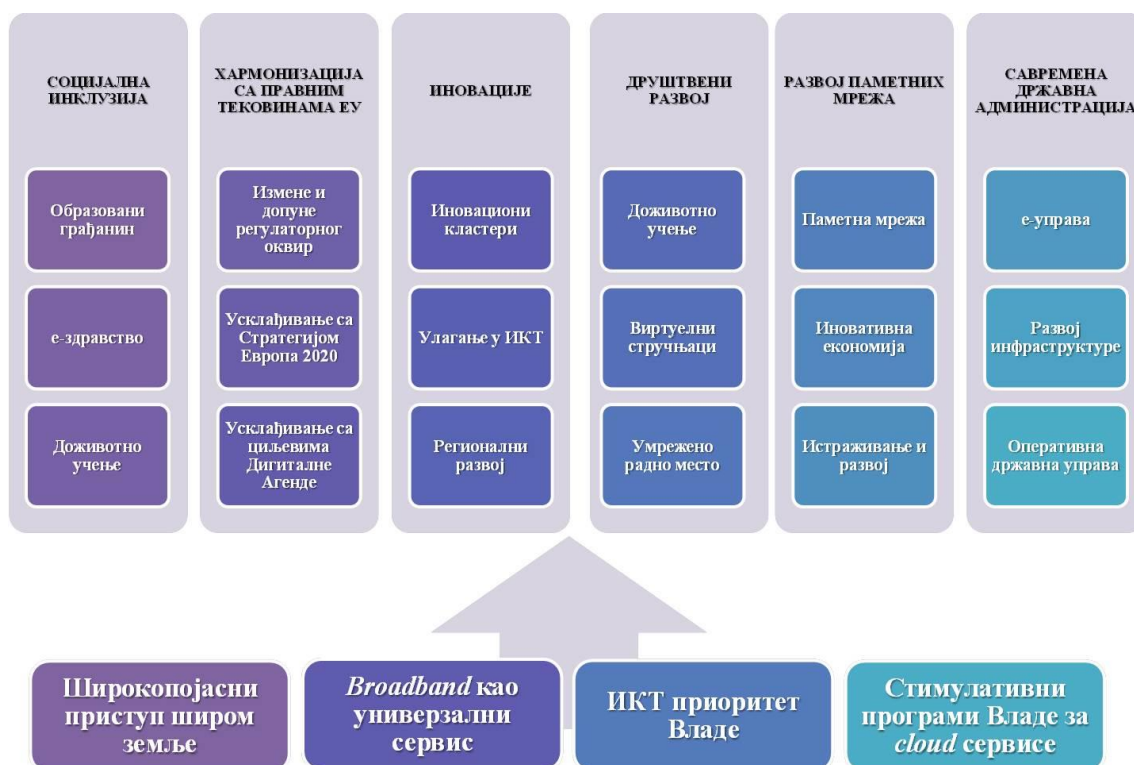 СОЦИЈАЛНА
ИНКЛУЗИЈА
Образовани
грађанин
е-здравство
Доживотно
учење
ХАРМОНИЗАЦИЈА
СА ПРАВНИМ
ТЕКОВИНАМА ЕУ
Измене и
допуне
регулаторног
оквир
Усклађивање са
Стратегијом
Европа 2020
Усклађивање са
циљевима
Дигиталне
Агенде
ИНОВАЦИЈЕ
Иновациони
кластери
Улагање у ИКТ
Регионални
развој
ДРУШТВЕНИ
РАЗВОЈ
Доживотно
учење
Виртуелни
стручњаци
Умрежено
радно место
РАЗВОЈ ПАМЕТНИХ
МРЕЖА
Паметна мрежа
Иновативна
економија
Истраживање и
развој
САВРЕМЕНА
ДРЖАВНА
АДМИНИСТРАЦИЈА
е-управа
Развој
инфраструктуре
Оперативна
државна управа
Широкопојасни
приступ широм
земље
Broadband као
универзални
сервис
ИКТ приоритет
Владе
Стимулативни
програми Владе за
cloud сервисе